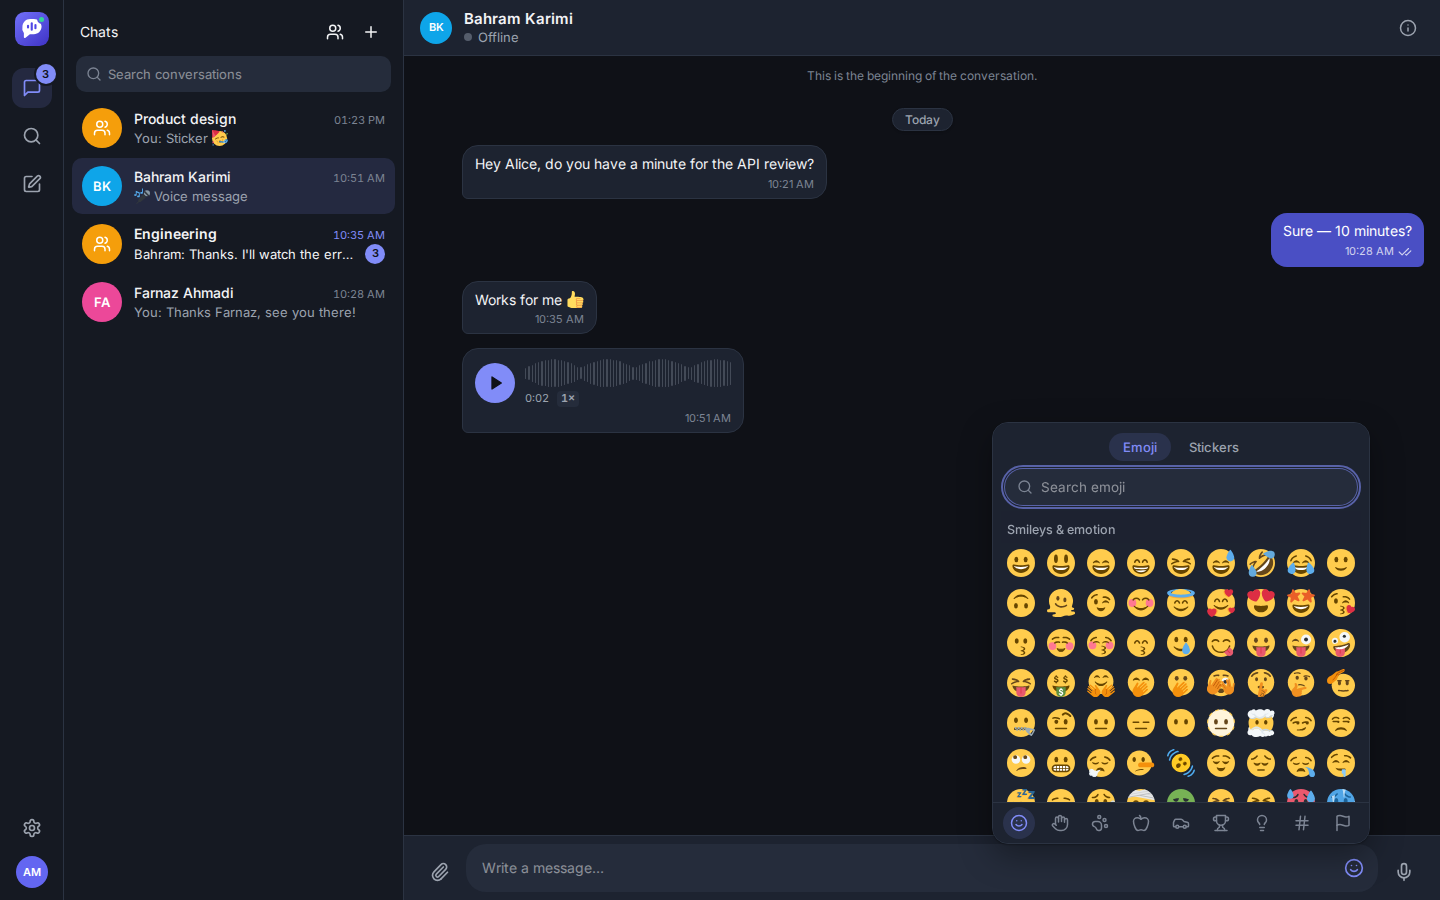 3
AM
Chats
Search conversations
Product design
01:23 PM
You: Sticker 🥳
BK
Bahram Karimi
10:51 AM
🎤 Voice message
Engineering
10:35 AM
Bahram: Thanks. I'll watch the err...
3
FA
Farnaz Ahmadi
10:28 AM
You: Thanks Farnaz, see you there!
BK
Bahram Karimi
Offline
This is the beginning of the conversation.
Today
Hey Alice, do you have a minute for the API review?
10:21 AM
Sure — 10 minutes?
10:28 AM
Works for me 👍
10:35 AM
0:02 1×
10:51 AM
Emoji Stickers
Search emoji
Smileys & emotion
Write a message...